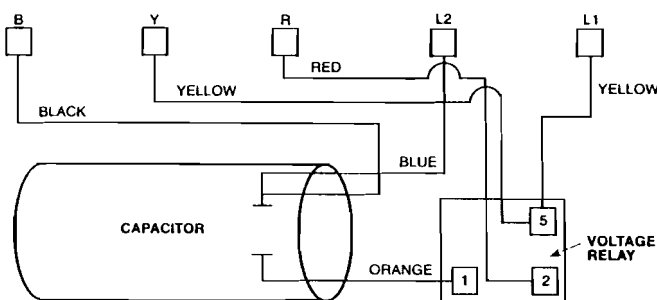 B Y R L2 L1
RED
YELLOW
YELLOW
BLACK
BLUE
CAPACITOR
5
VOLTAGE
RELAY
ORANGE
1
2